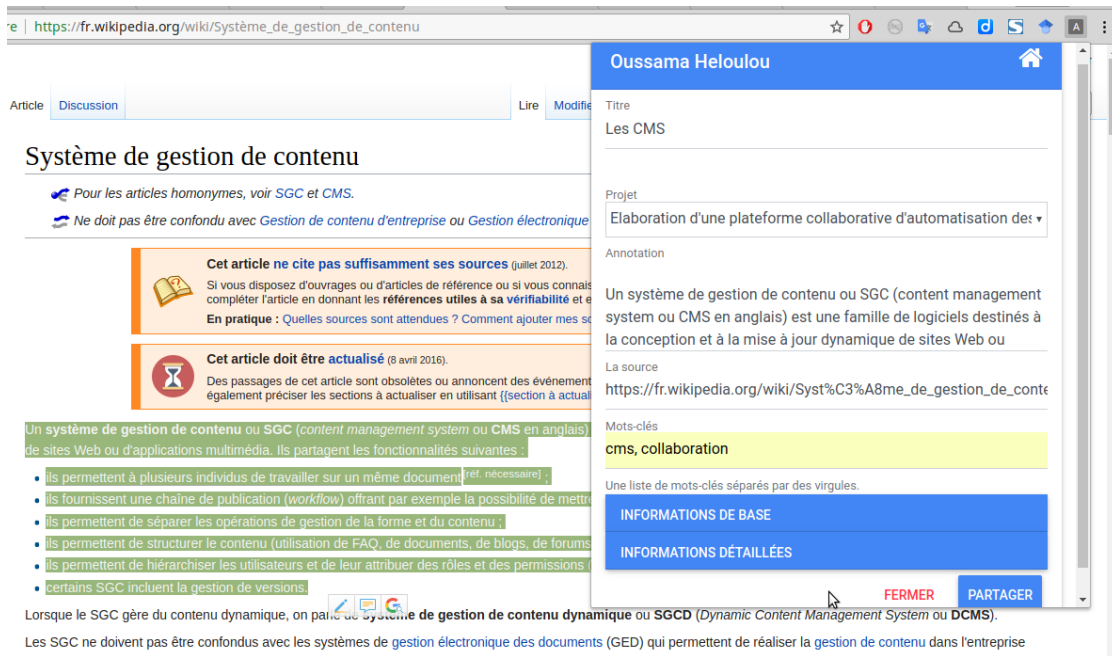 re | https://fr.wikipedia.org/wiki/Système_de_gestion_de_contenu
Article Discussion Lire Modifie
Système de gestion de contenu
Pour les articles homonymes, voir SGC et CMS.
Ne doit pas être confondu avec Gestion de contenu d'entreprise ou Gestion électronique
Cet article ne cite pas suffisamment ses sources (juillet 2012).
Si vous disposez d'ouvrages ou d'articles de référence ou si vous connais
compléter l'article en donnant les références utiles à sa vérifiabilité et e
En pratique : Quelles sources sont attendues ? Comment ajouter mes so
Cet article doit être actualisé (8 avril 2016).
Des passages de cet article sont obsolètes ou annoncent des événement
également préciser les sections à actualiser en utilisant {{section à actuali
Un système de gestion de contenu ou SGC (content management system ou CMS en anglais)
de sites Web ou d'applications multimédia. Ils partagent les fonctionnalités suivantes :
ils permettent à plusieurs individus de travailler sur un même document[réf. nécessaire] ;
ils fournissent une chaîne de publication (workflow) offrant par exemple la possibilité de mettre
ils permettent de séparer les opérations de gestion de la forme et du contenu ;
ils permettent de structurer le contenu (utilisation de FAQ, de documents, de blogs, de forums
ils permettent de hiérarchiser les utilisateurs et de leur attribuer des rôles et des permissions (
certains SGC incluent la gestion de versions.
Lorsque le SGC gère du contenu dynamique, on parle de système de gestion de contenu dynamique ou SGCD (Dynamic Content Management System ou DCMS).
Les SGC ne doivent pas être confondus avec les systèmes de gestion électronique des documents (GED) qui permettent de réaliser la gestion de contenu dans l'entreprise
Oussama Heloulou
Titre
Les CMS
Projet
Elaboration d'une plateforme collaborative d'automatisation des
Annotation
Un système de gestion de contenu ou SGC (content management
system ou CMS en anglais) est une famille de logiciels destinés à
la conception et à la mise à jour dynamique de sites Web ou
La source
https://fr.wikipedia.org/wiki/Syst%C3%A8me_de_gestion_de_conte
Mots-clés
cms, collaboration
Une liste de mots-clés séparés par des virgules.
INFORMATIONS DE BASE
INFORMATIONS DÉTAILLÉES
FERMER PARTAGER